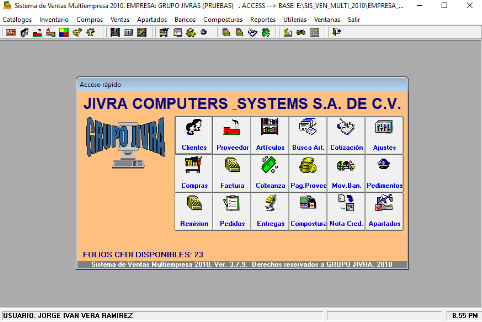 Sistema de Ventas Multiempresa 2010. EMPRESA: GRUPO JIVRAS (PRUEBAS) . ACCESS ---> BASE: E:\SIS_VEN_MULTI_2010\EMPRESA_...
Catálogos Inventario Compras Ventas Apartados Bancos Composturas Reportes Utilerías Ventanas Salir
Acceso rápido
JIVRA COMPUTERS _SYSTEMS S.A. DE C.V.
GRUPO JIVRA
Clientes Proveedor Artículos Busca Art. Cotización Ajustes
Compras Factura Cobranza Pag.Provee Mov.Ban. Pedimentos
Remision Pedidos Entregas Compostura Nota Cred. Apartados
FOLIOS CFDI DISPONIBLES: 23
Sistema de Ventas Multiempresa 2010. Ver. 3.7.9. Derechos reservados a GRUPO JIVRA. 2010
USUARIO: JORGE IVAN VERA RAMIREZ
8:55 PM